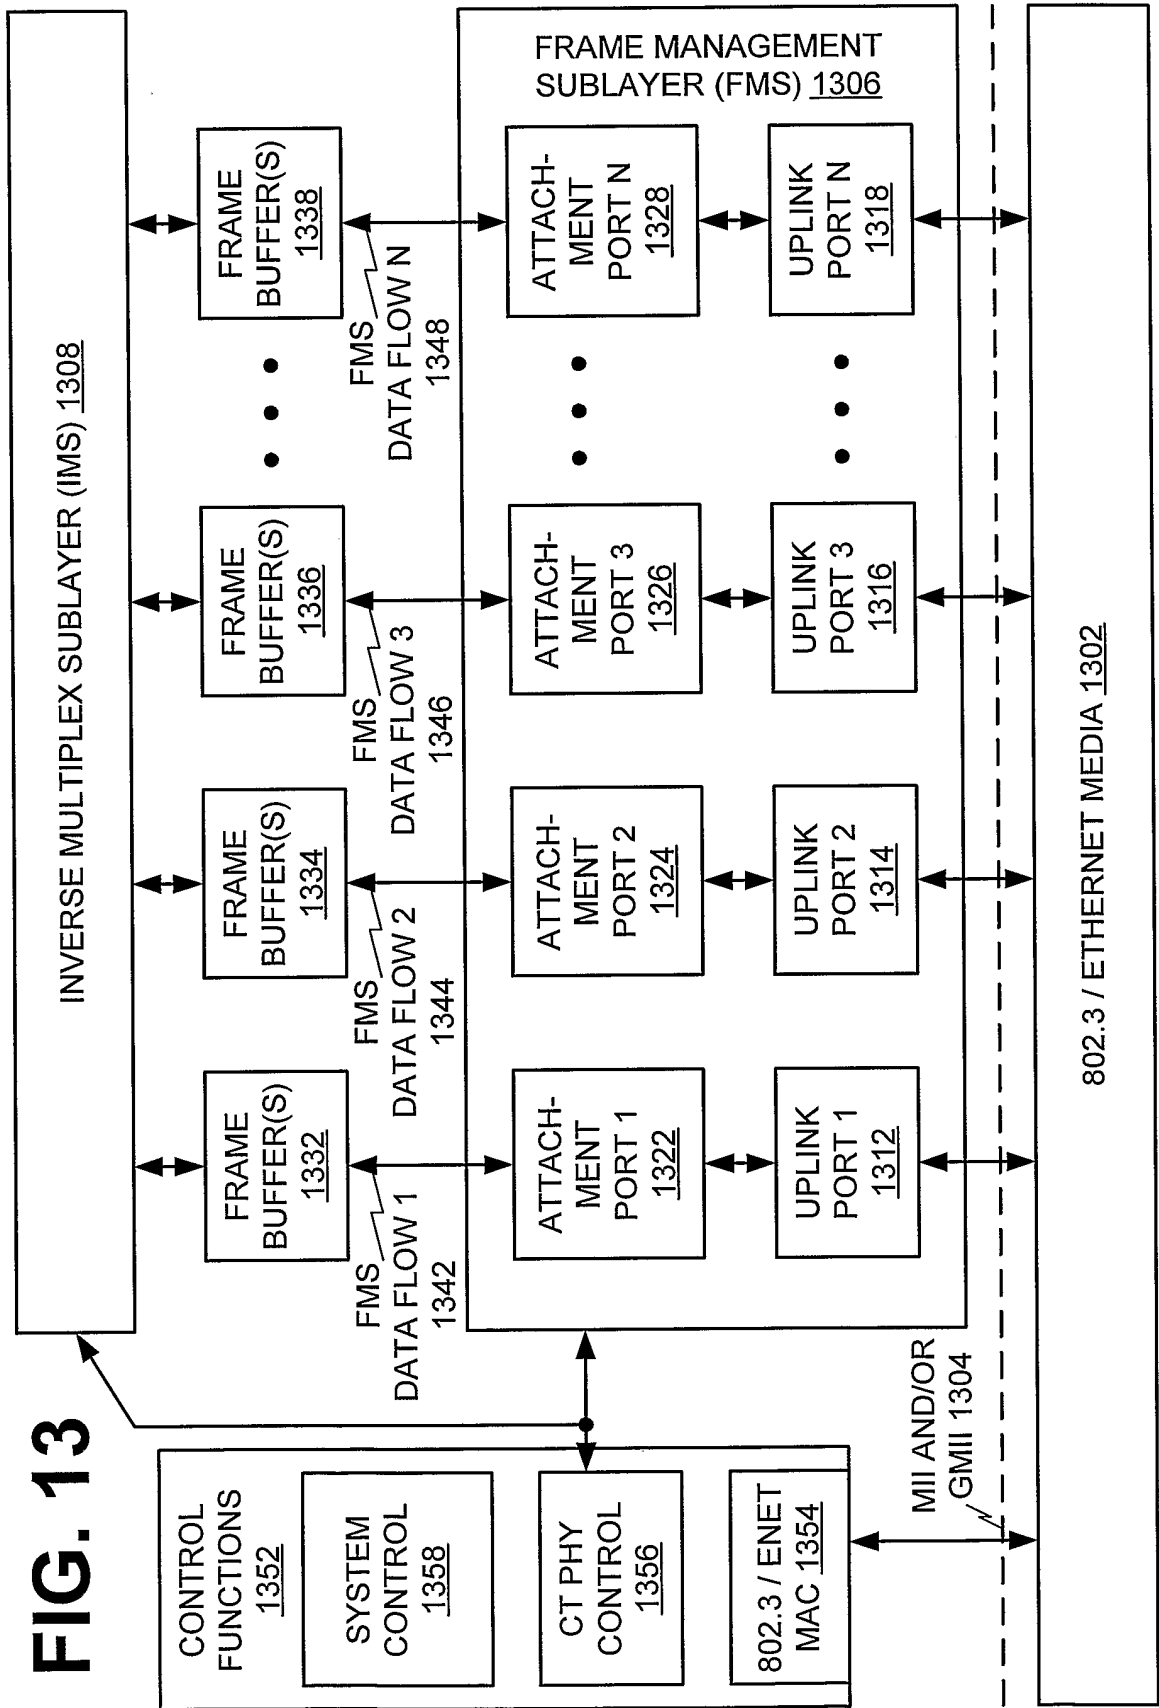 FIG. 13
INVERSE MULTIPLEX SUBLAYER (IMS) 1308
CONTROL
FUNCTIONS
1352
SYSTEM
CONTROL
1358
CT PHY
CONTROL
1356
802.3 / ENET
MAC 1354
FRAME
BUFFER(S)
1332
FRAME
BUFFER(S)
1334
FRAME
BUFFER(S)
1336
FRAME
BUFFER(S)
1338
FMS
DATA FLOW 1
1342
FMS
DATA FLOW 2
1344
FMS
DATA FLOW 3
1346
FMS
DATA FLOW N
1348
FRAME MANAGEMENT
SUBLAYER (FMS) 1306
ATTACH-
MENT
PORT 1
1322
ATTACH-
MENT
PORT 2
1324
ATTACH-
MENT
PORT 3
1326
ATTACH-
MENT
PORT N
1328
UPLINK
PORT 1
1312
UPLINK
PORT 2
1314
UPLINK
PORT 3
1316
UPLINK
PORT N
1318
MII AND/OR
GMII 1304
802.3 / ETHERNET MEDIA 1302